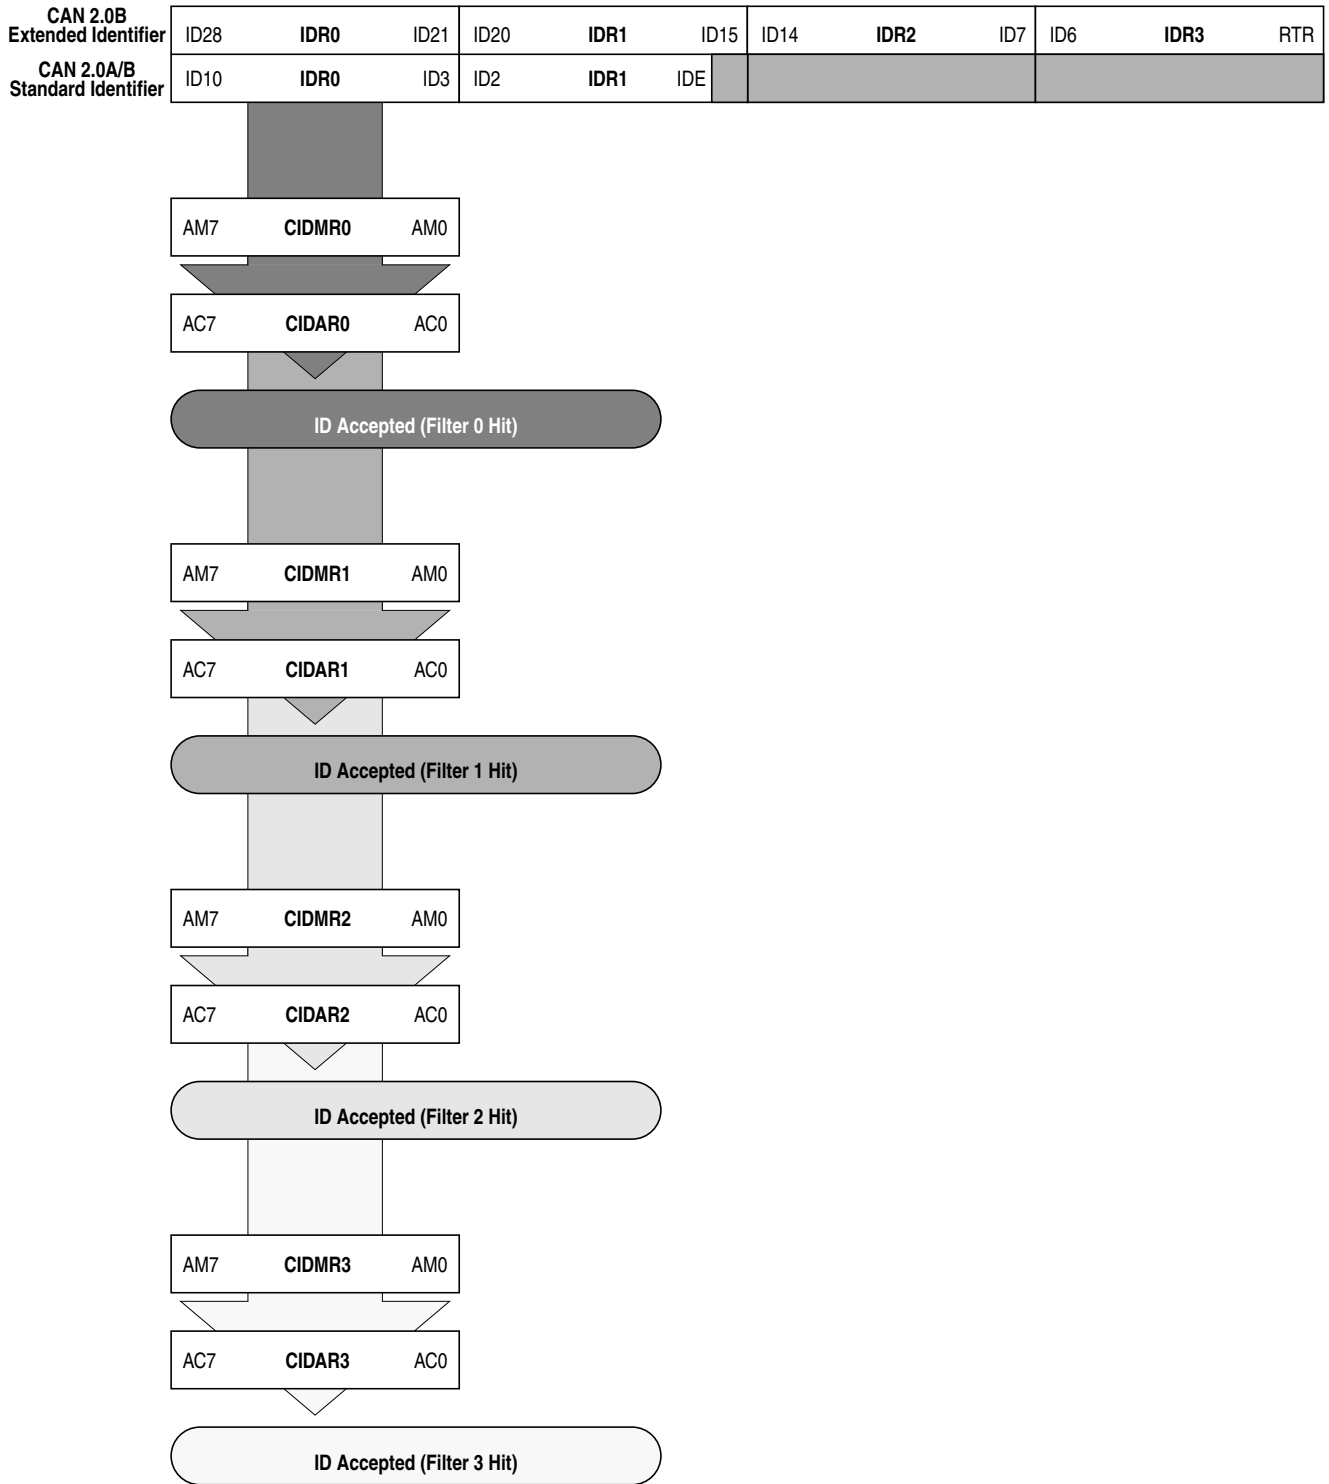 CAN 2.0B
Extended Identifier
ID28 IDR0 ID21 ID20 IDR1 ID15 ID14 IDR2 ID7 ID6 IDR3 RTR
CAN 2.0A/B
Standard Identifier
ID10 IDR0 ID3 ID2 IDR1 IDE
AM7 CIDMR0 AM0
AC7 CIDAR0 AC0
ID Accepted (Filter 0 Hit)
AM7 CIDMR1 AM0
AC7 CIDAR1 AC0
ID Accepted (Filter 1 Hit)
AM7 CIDMR2 AM0
AC7 CIDAR2 AC0
ID Accepted (Filter 2 Hit)
AM7 CIDMR3 AM0
AC7 CIDAR3 AC0
ID Accepted (Filter 3 Hit)